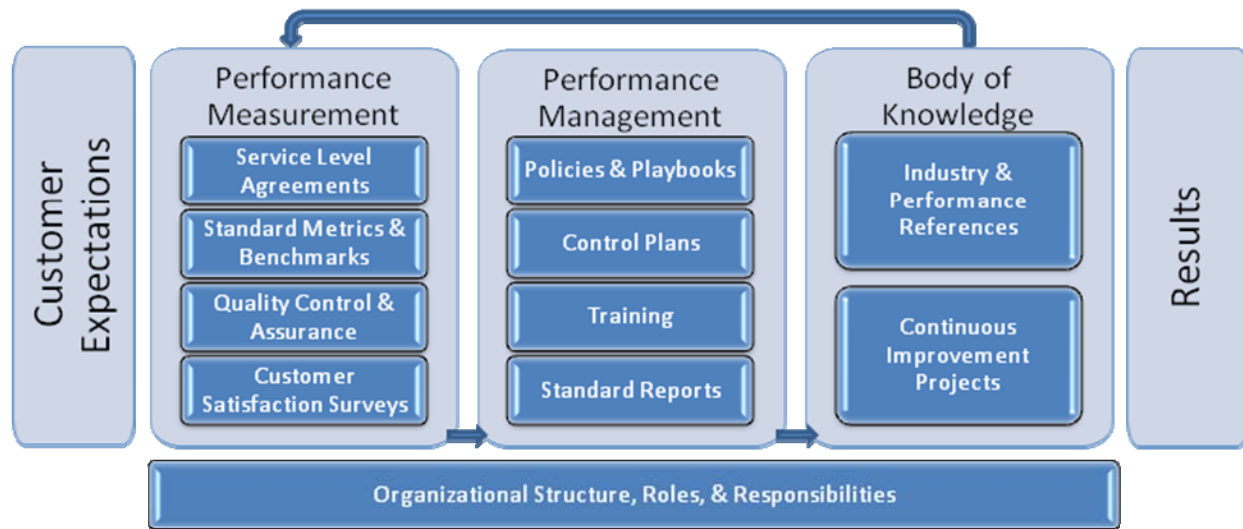 Customer
Expectations
Performance
Measurement
Service Level
Agreements
Standard Metrics &
Benchmarks
Quality Control &
Assurance
Customer
Satisfaction Surveys
Performance
Management
Policies & Playbooks
Control Plans
Training
Standard Reports
Body of
Knowledge
Industry &
Performance
References
Continuous
Improvement
Projects
Results
Organizational Structure, Roles, & Responsibilities